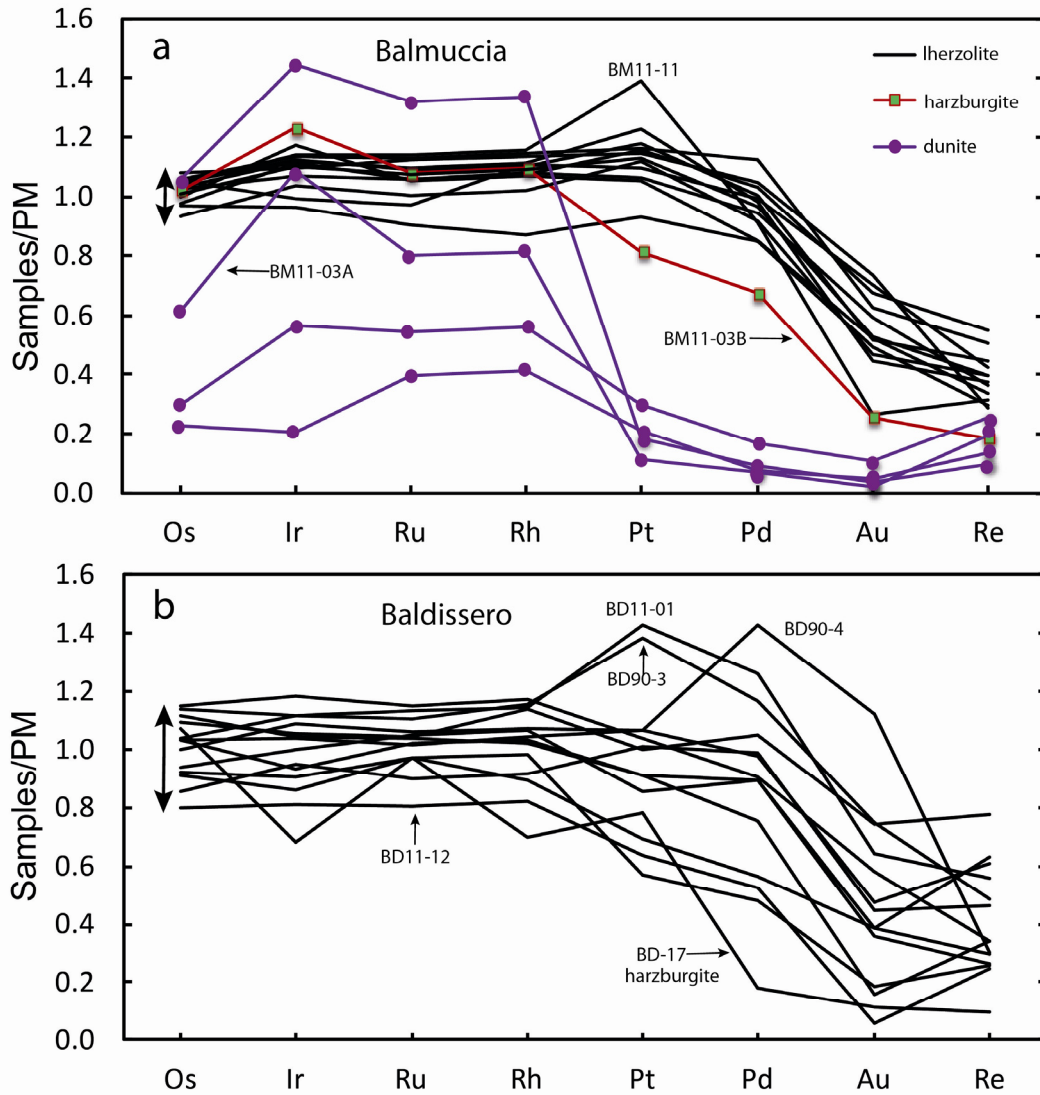 a
Balmuccia
BM11-11
lherzolite
harzburgite
dunite
BM11-03A
BM11-03B
Samples/PM
1.6
1.4
1.2
1.0
0.8
0.6
0.4
0.2
0.0
Os Ir Ru Rh Pt Pd Au Re
b
Baldissero
BD11-01
BD90-4
BD90-3
BD11-12
BD-17
harzburgite
Samples/PM
1.6
1.4
1.2
1.0
0.8
0.6
0.4
0.2
0.0
Os Ir Ru Rh Pt Pd Au Re